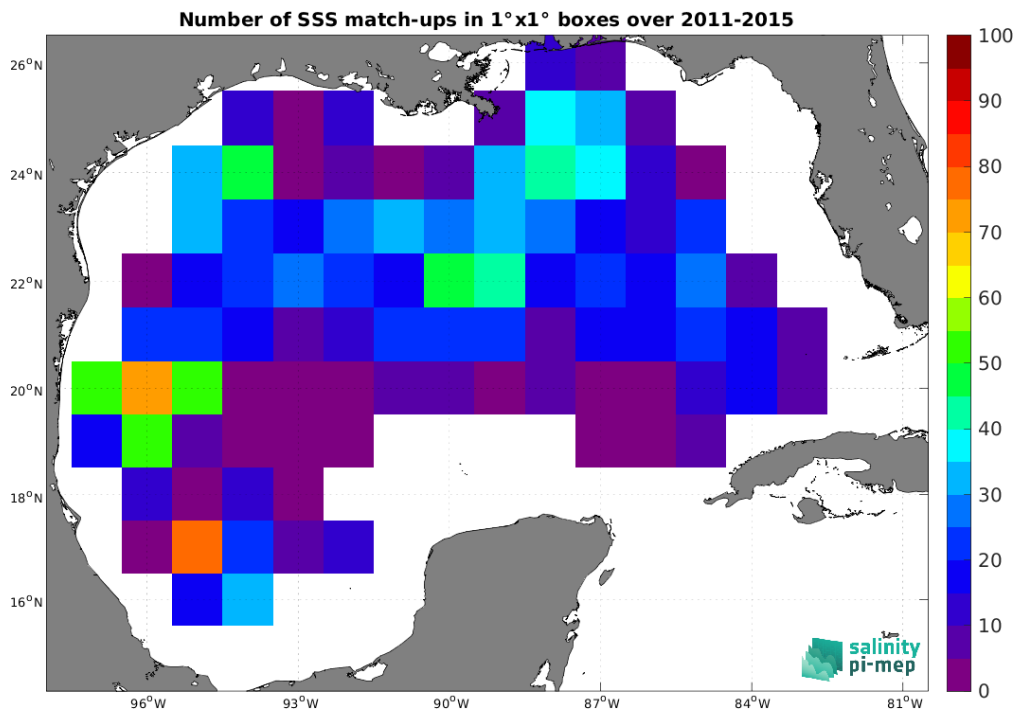 Number of SSS match-ups in 1°x1° boxes over 2011-2015
26°N
24°N
22°N
20°N
18°N
16°N
96°W
93°W
90°W
87°W
84°W
81°W
100
90
80
70
60
50
40
30
20
10
0
salinity
pi-mep